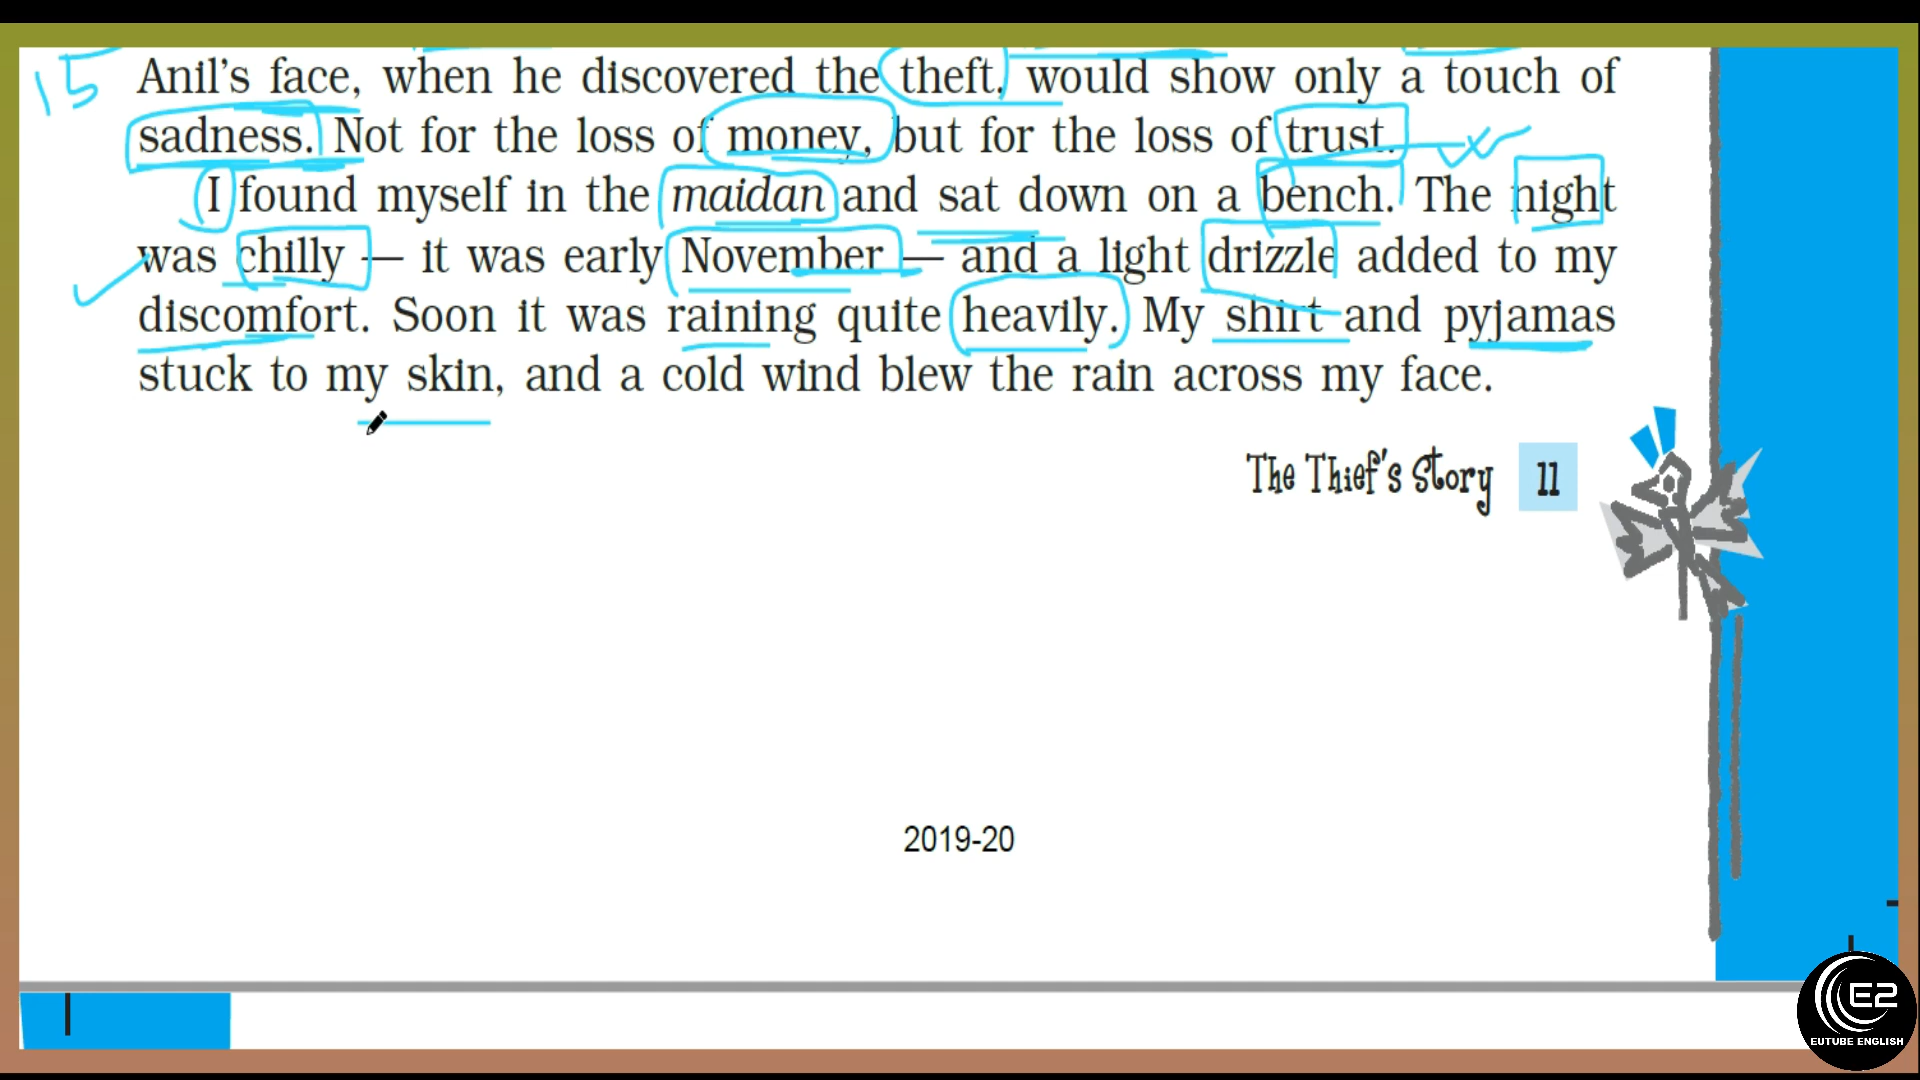 15 Anil's face, when he discovered the theft, would show only a touch of
sadness. Not for the loss of money, but for the loss of trust.
I found myself in the maidan and sat down on a bench. The night
was chilly — it was early November — and a light drizzle added to my
discomfort. Soon it was raining quite heavily. My shirt and pyjamas
stuck to my skin, and a cold wind blew the rain across my face.
The Thief's Story 11
2019-20
E2
EUTUBE ENGLISH